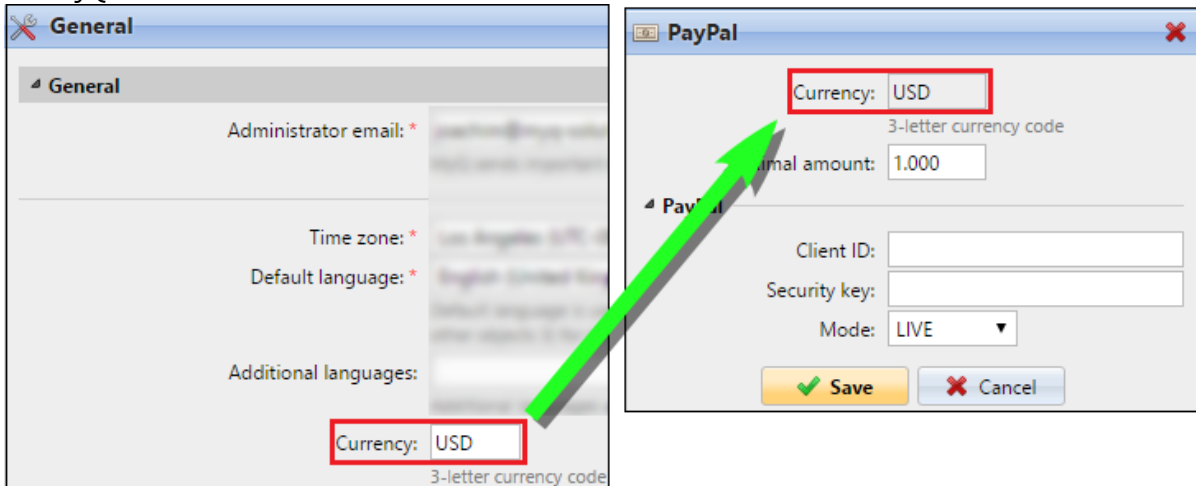 General
General
Administrator email: *
Time zone: *
Default language: *
Additional languages:
Currency: USD
3-letter currency code
PayPal
Currency: USD
3-letter currency code
amount: 1.000
PayPal
Client ID:
Security key:
Mode: LIVE
Save Cancel